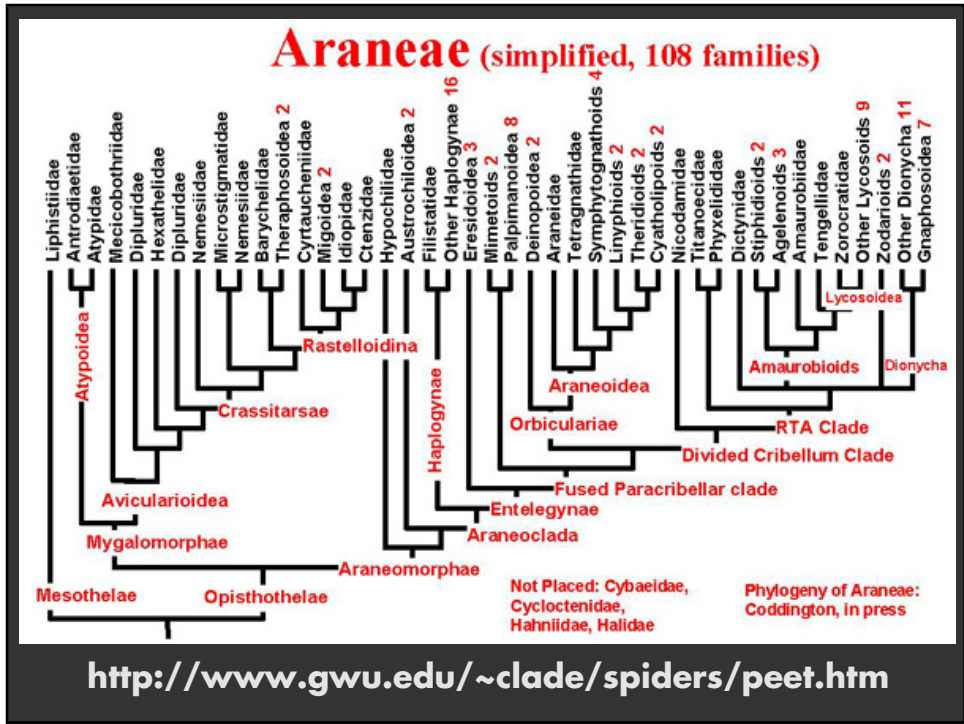 Araneae (simplified, 108 families)
Liphistiidae
Antrodiaetidae
Atypidae
Mecicobothriidae
Dipluridae
Hexathelidae
Dipluridae
Nemesiidae
Microstigmatidae
Nemesiidae
Barychelidae
Theraphosoidea 2
Cyrtaucheniidae
Migoidea 2
Idiopidae
Ctenzidae
Hypochilidae
Austrochiloidea 2
Filistatidae
Other Haplogynae 16
Eresidoidea 3
Mimetoids 2
Palpimanoidea 8
Deinopoidea 2
Araneidae
Tetragnathidae
Symphytognathoids 4
Linyphioids 2
Theridioids 2
Cyatholipoids 2
Nicodamidae
Titanoecidae
Phyxelididae
Dictynidae
Stiphidioids 2
Agelenoids 3
Amaurobiidae
Tengellidae
Zorocratidae
Other Lycosoids 9
Zodarioids 2
Other Dionycha 11
Gnaphosoidea 7
Lycosoidea
Atypoidea
Rastelloidina
Amaurobioids
Dionycha
Araneoidea
Crassitarsae
Haplogynae
Orbiculariae
RTA Clade
Divided Cribellum Clade
Fused Paracribellar clade
Avicularioidea
Entelegynae
Araneoclada
Mygalomorphae
Araneomorphae
Mesothelae
Opisthothelae
Not Placed: Cybaeidae,
Cycloctenidae,
Hahniidae, Halidae
Phylogeny of Araneae:
Coddington, in press
http://www.gwu.edu/~clade/spiders/peet.htm